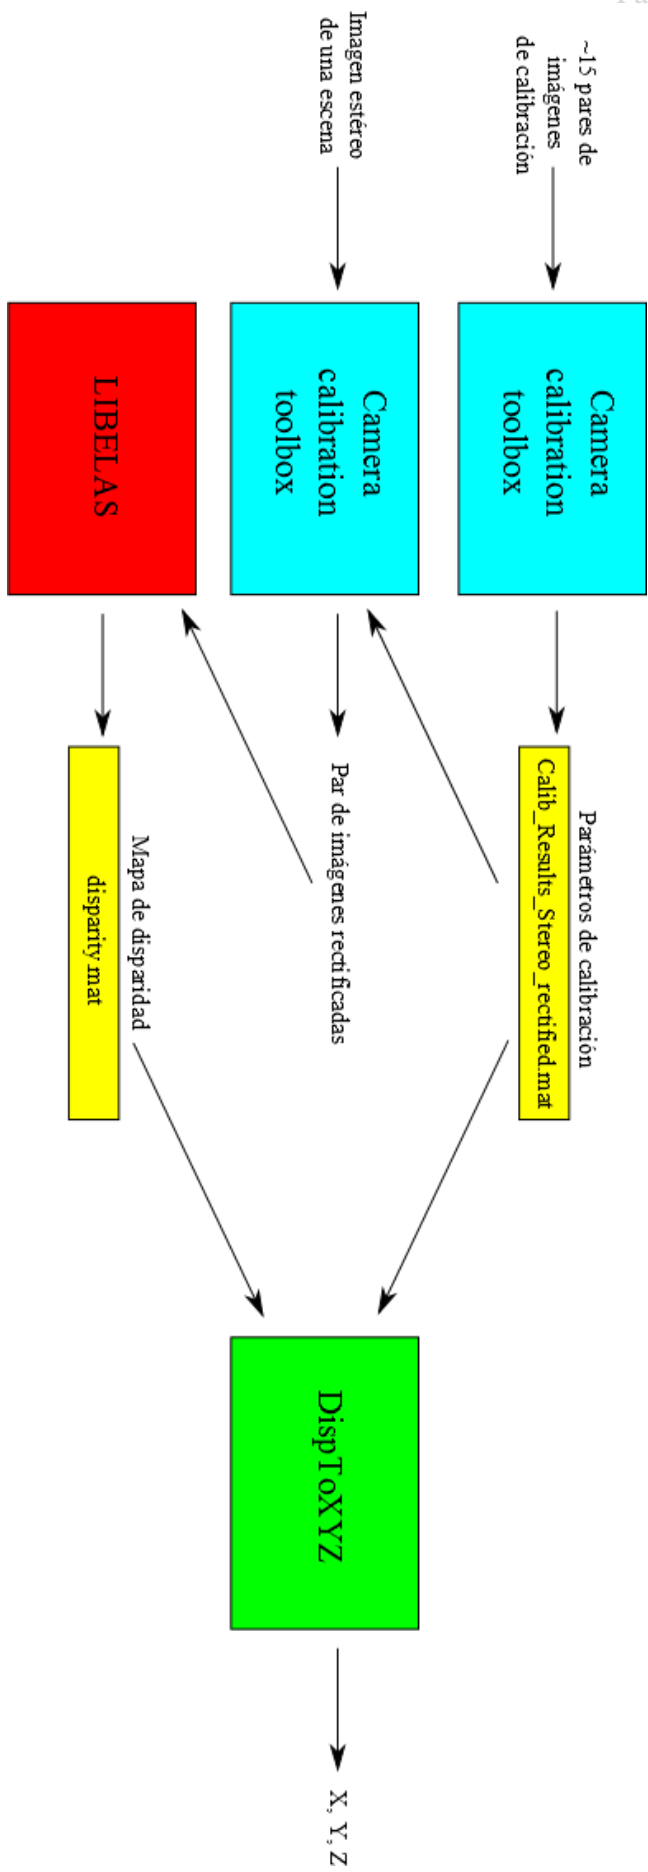 ~15 pares de
imágenes
de calibración
Camera
calibration
toolbox
Parámetros de calibración
Calib_Results_Stereo_rectified.mat
Imagen estéreo
de una escena
Camera
calibration
toolbox
Par de imágenes rectificadas
LIBELAS
Mapa de disparidad
disparity.mat
DispToXYZ
X, Y, Z